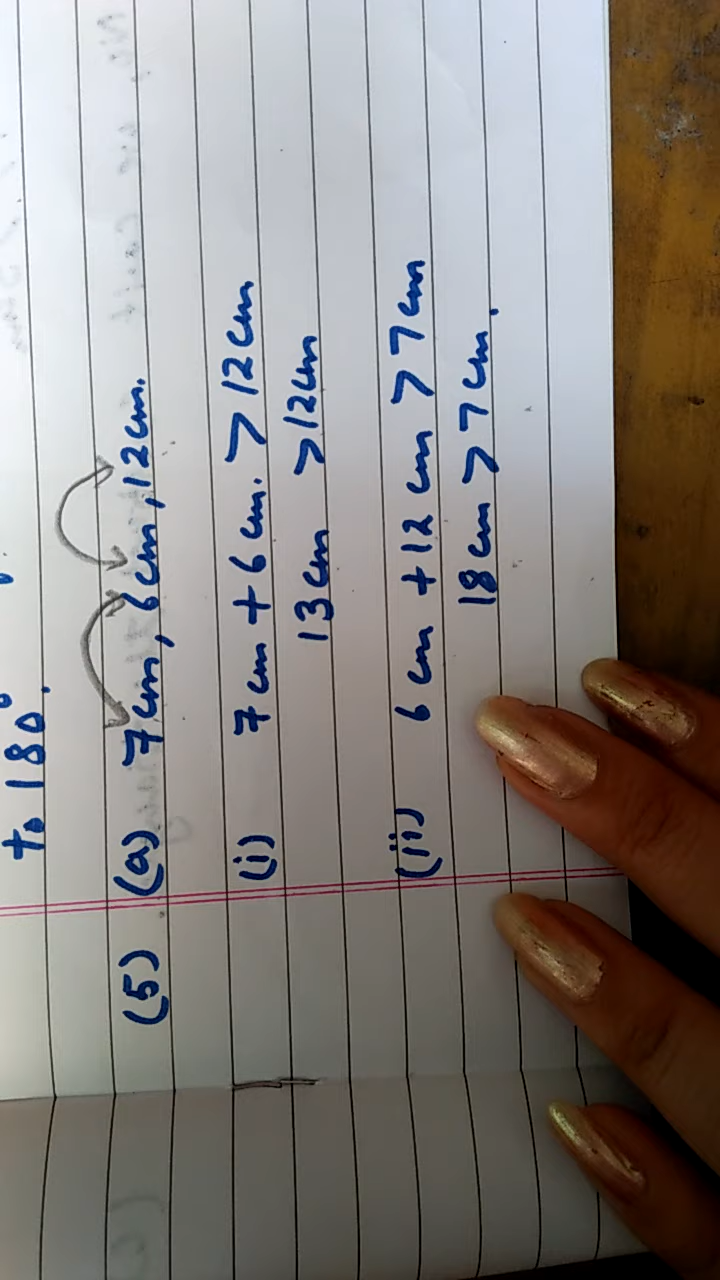 to 180°.
(5) (a) 7cm, 6cm, 12cm.
(i) 7cm + 6cm. > 12cm
13cm > 12cm
(ii) 6cm + 12cm > 7cm
18cm > 7cm.